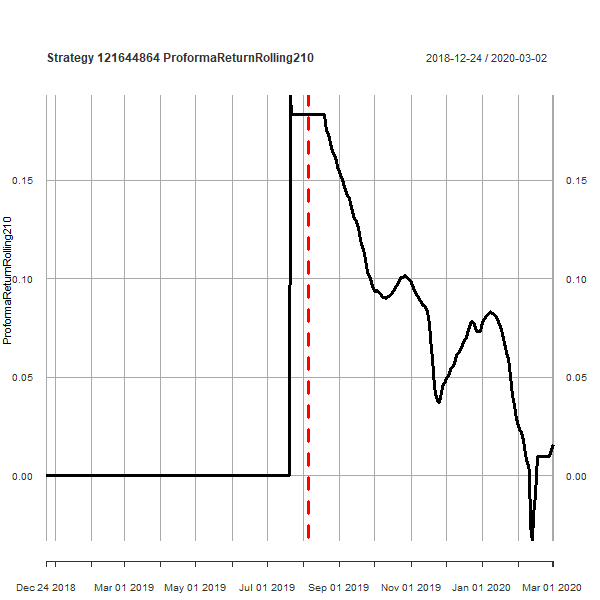 Strategy 121644864 ProformaReturnRolling210
2018-12-24 / 2020-03-02
ProformaReturnRolling210
0.15
0.10
0.05
0.00
0.15
0.10
0.05
0.00
Dec 24 2018
Mar 01 2019
May 01 2019
Jul 01 2019
Sep 01 2019
Nov 01 2019
Jan 01 2020
Mar 01 2020